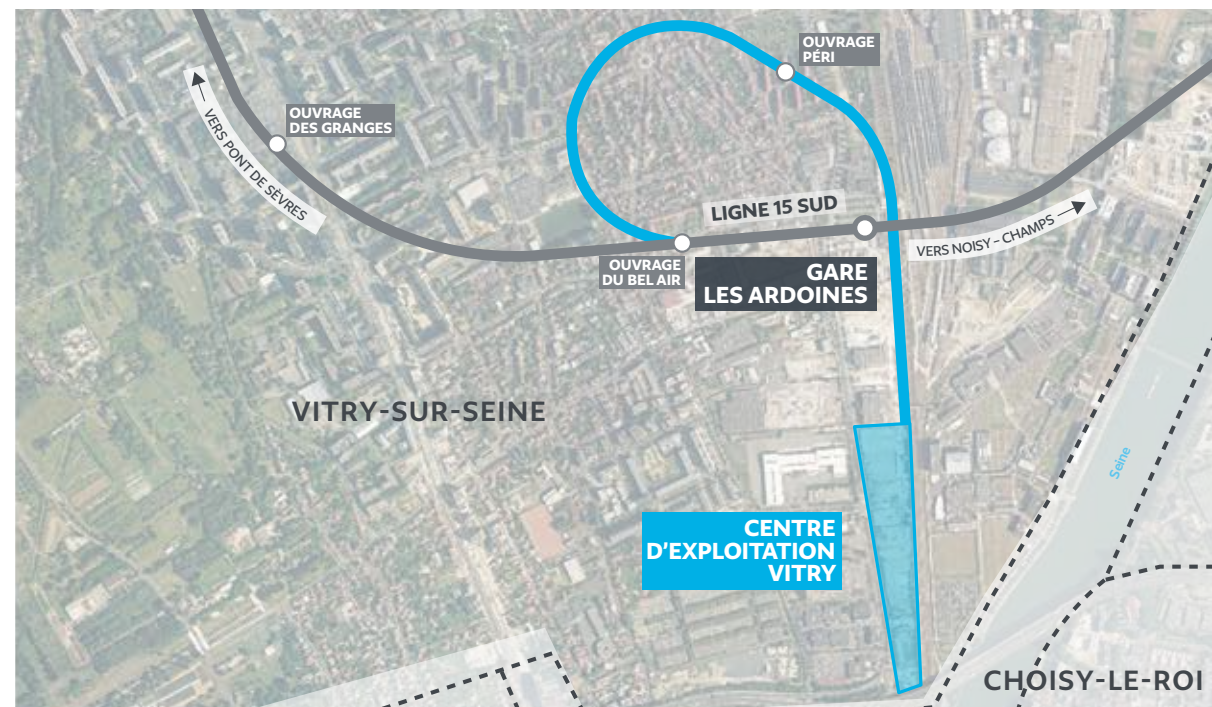 OUVRAGE
PÉRI
OUVRAGE
DES GRANGES
VERS PONT DE SÈVRES
LIGNE 15 SUD
VERS NOISY – CHAMPS
OUVRAGE
DU BEL AIR
GARE
LES ARDOINES
VITRY-SUR-SEINE
Seine
CENTRE
D'EXPLOITATION
VITRY
CHOISY-LE-ROI